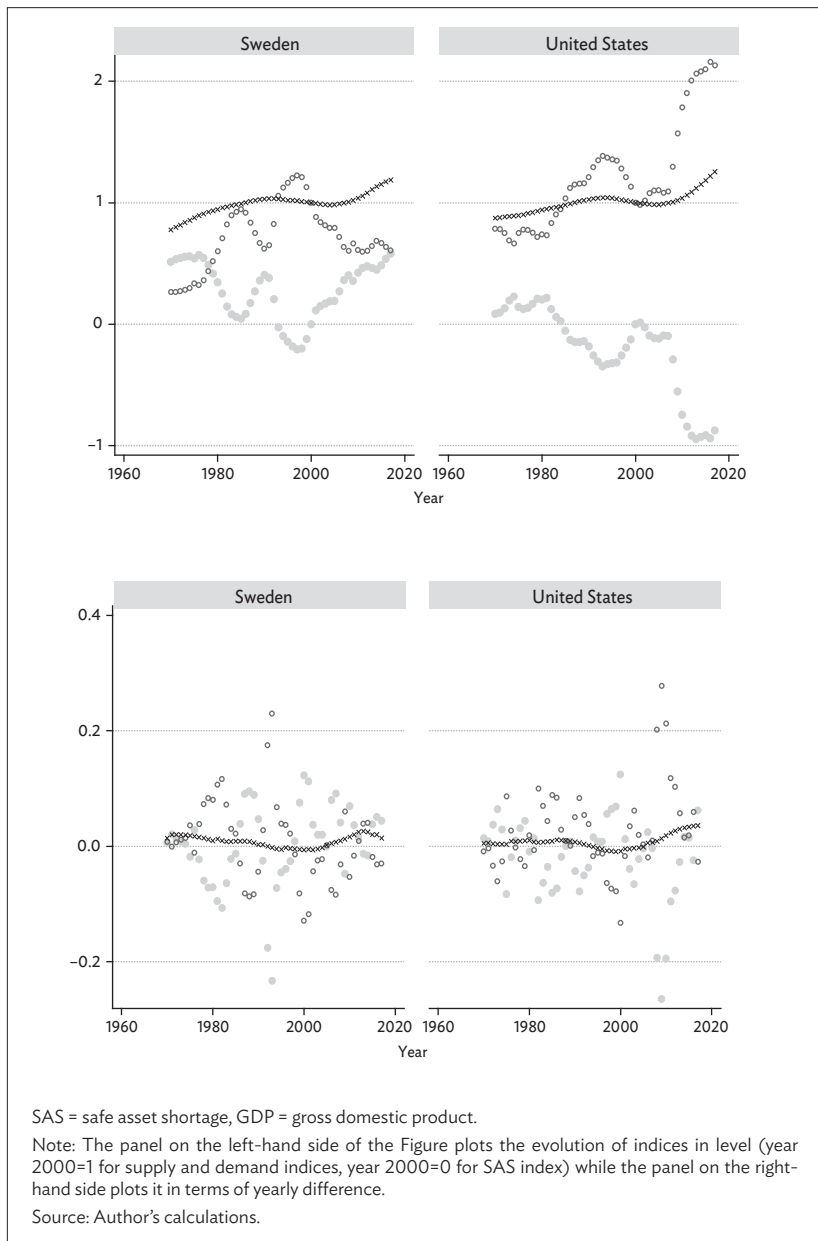 Sweden
United States
2
1
0
−1
1960
1980
2000
2020
1960
1980
2000
2020
Year
Sweden
United States
0.4
0.2
0.0
−0.2
1960
1980
2000
2020
1960
1980
2000
2020
Year
SAS = safe asset shortage, GDP = gross domestic product.
Note: The panel on the left-hand side of the Figure plots the evolution of indices in level (year
2000=1 for supply and demand indices, year 2000=0 for SAS index) while the panel on the right-
hand side plots it in terms of yearly difference.
Source: Author’s calculations.